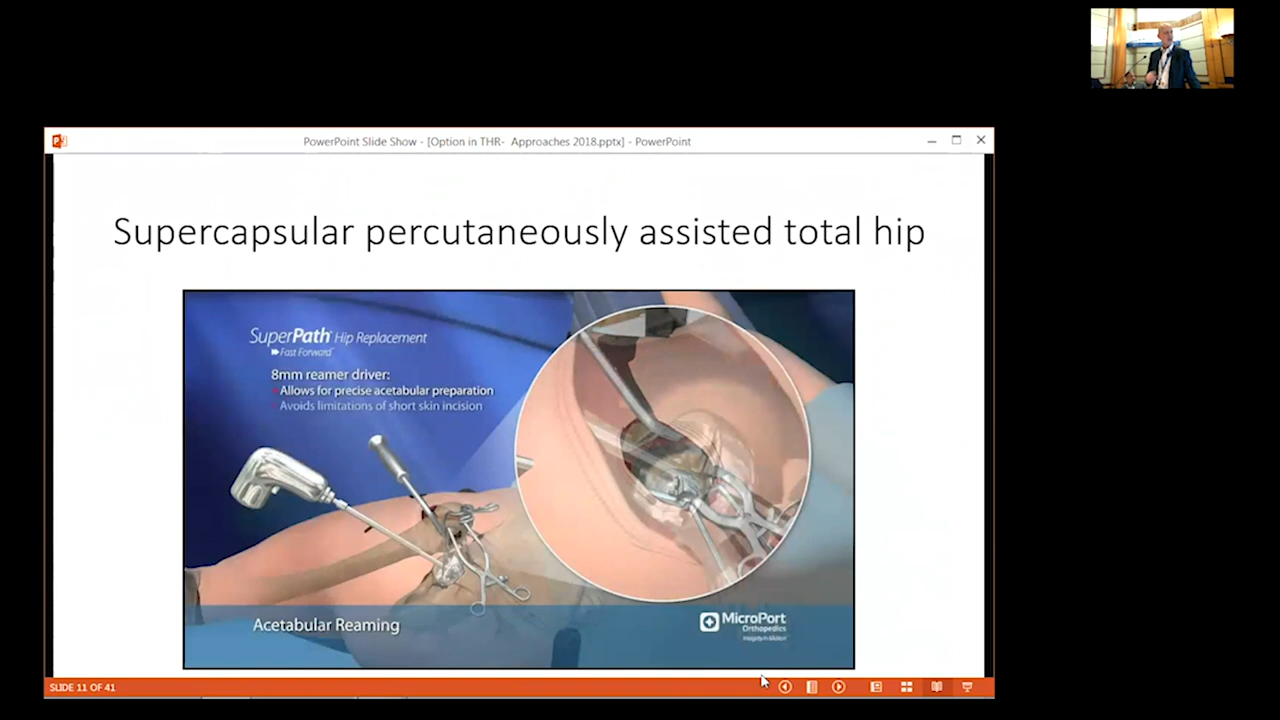 PowerPoint Slide Show - [Option in THR- Approaches 2018.pptx] - PowerPoint
Supercapsular percutaneously assisted total hip
SuperPath Hip Replacement
Fast Forward
8mm reamer driver:
Allows for precise acetabular preparation
Avoids limitations of short skin incision
Acetabular Reaming
MicroPort
Orthopedics
SLIDE 11 OF 41